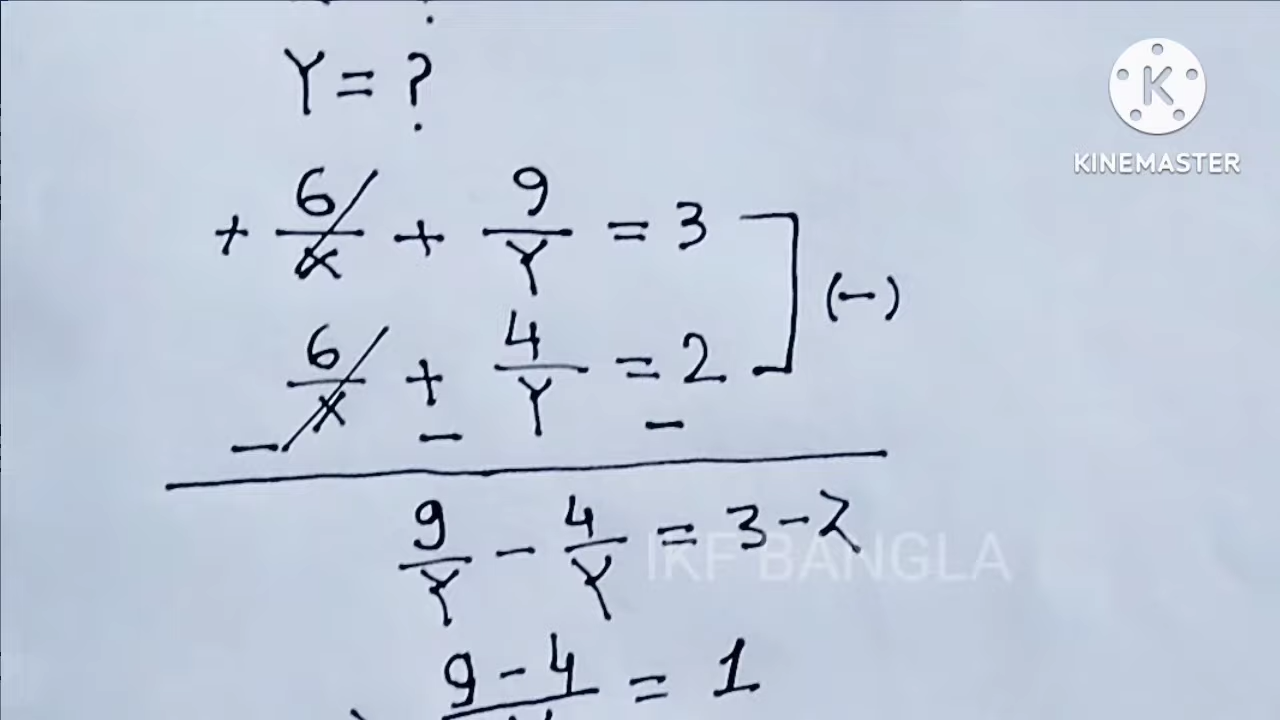 Y = ?
K
KINEMASTER
+ 6/X + 9/Y = 3
(-)
6/X + 4/Y = 2
- - -
9/Y - 4/Y = 3-2
IKF BANGLA
9-4 = 1